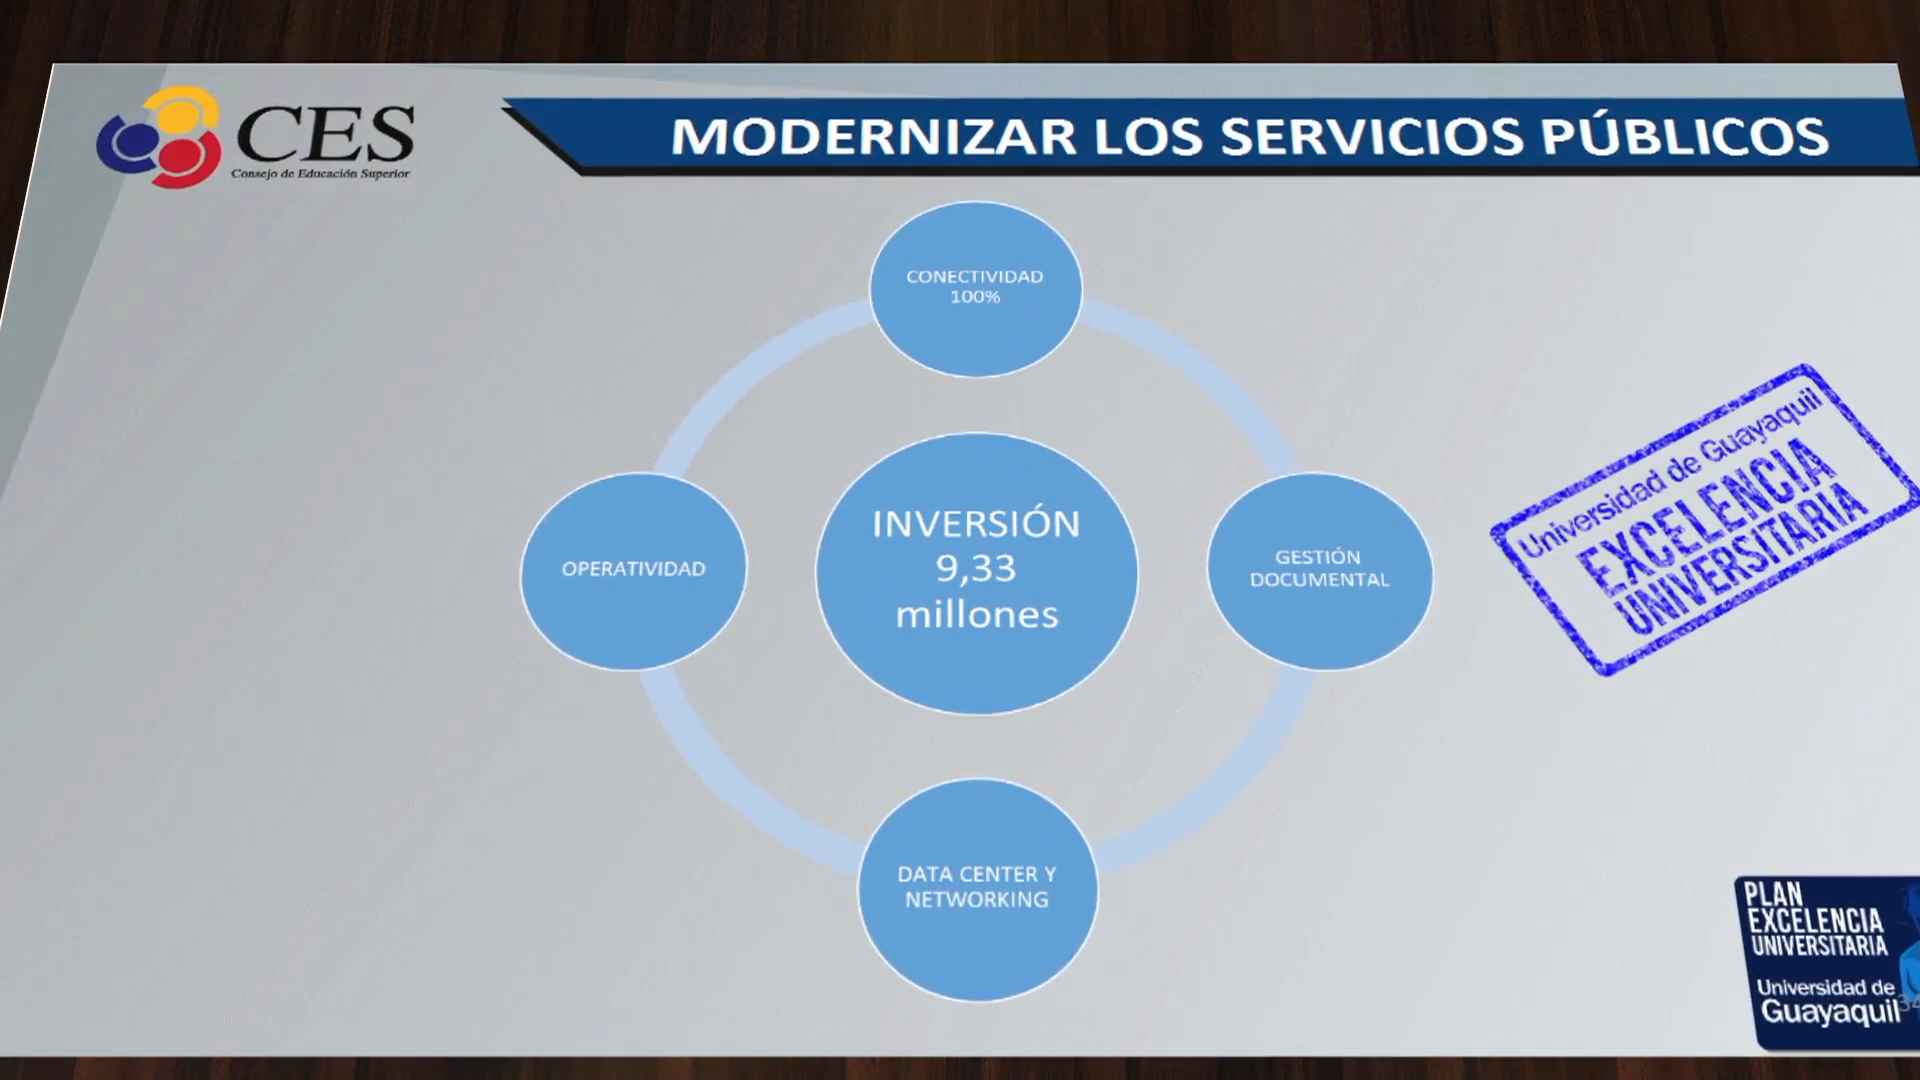 CES
Consejo de Educación Superior
MODERNIZAR LOS SERVICIOS PÚBLICOS
CONECTIVIDAD
100%
OPERATIVIDAD
INVERSIÓN
9,33
millones
GESTIÓN
DOCUMENTAL
DATA CENTER Y
NETWORKING
Universidad de Guayaquil
EXCELENCIA
UNIVERSITARIA
PLAN
EXCELENCIA
UNIVERSITARIA
Universidad de
Guayaquil